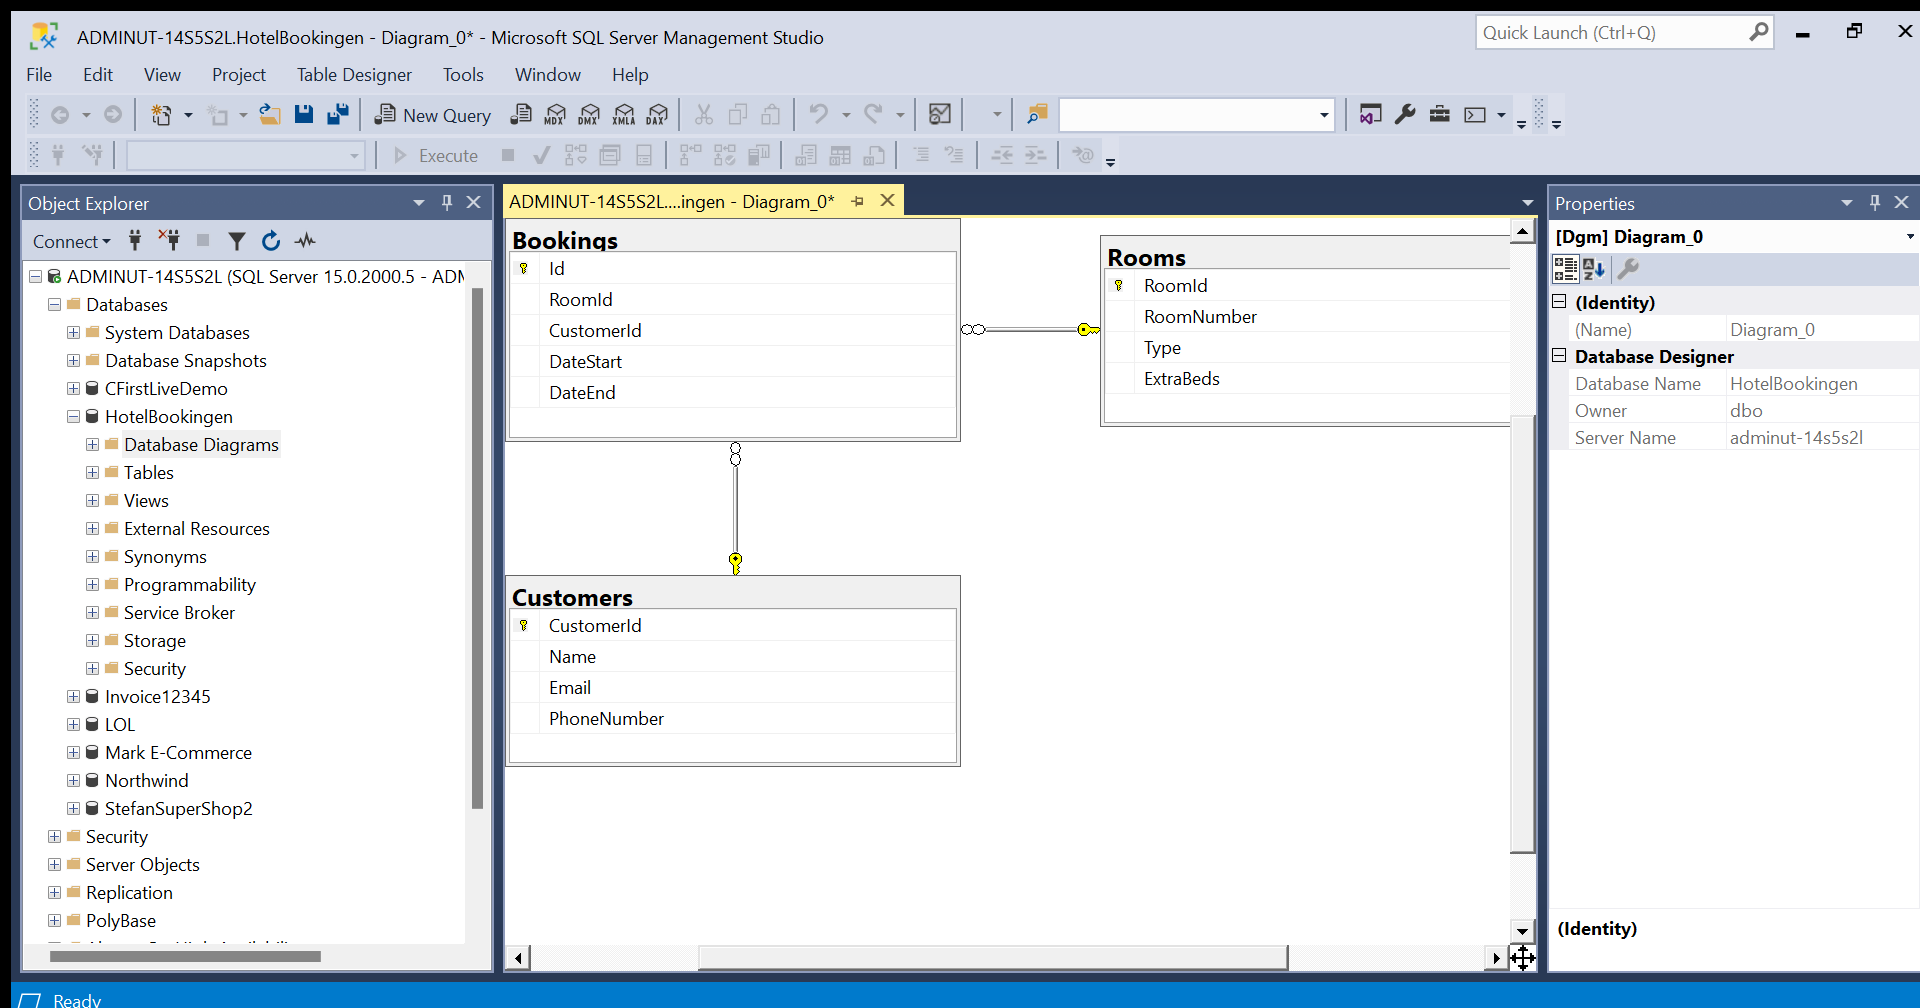 ADMINUT-14S5S2L.HotelBookingen - Diagram_0* - Microsoft SQL Server Management Studio
Quick Launch (Ctrl+Q)
File Edit View Project Table Designer Tools Window Help
New Query MDX DMX XMLA DAX
Execute
Object Explorer
Connect
ADMINUT-14S5S2L (SQL Server 15.0.2000.5 - ADM
Databases
System Databases
Database Snapshots
CFirstLiveDemo
HotelBookingen
Database Diagrams
Tables
Views
External Resources
Synonyms
Programmability
Service Broker
Storage
Security
Invoice12345
LOL
Mark E-Commerce
Northwind
StefanSuperShop2
Security
Server Objects
Replication
PolyBase
ADMINUT-14S5S2L....ingen - Diagram_0*
Bookings
Id
RoomId
CustomerId
DateStart
DateEnd
Rooms
RoomId
RoomNumber
Type
ExtraBeds
Customers
CustomerId
Name
Email
PhoneNumber
Properties
[Dgm] Diagram_0
(Identity)
(Name) Diagram_0
Database Designer
Database Name HotelBookingen
Owner dbo
Server Name adminut-14s5s2l
(Identity)
Ready